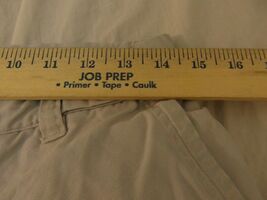 10 11 12 13 14 15 16
JOB PREP
• Primer • Tape • Caulk